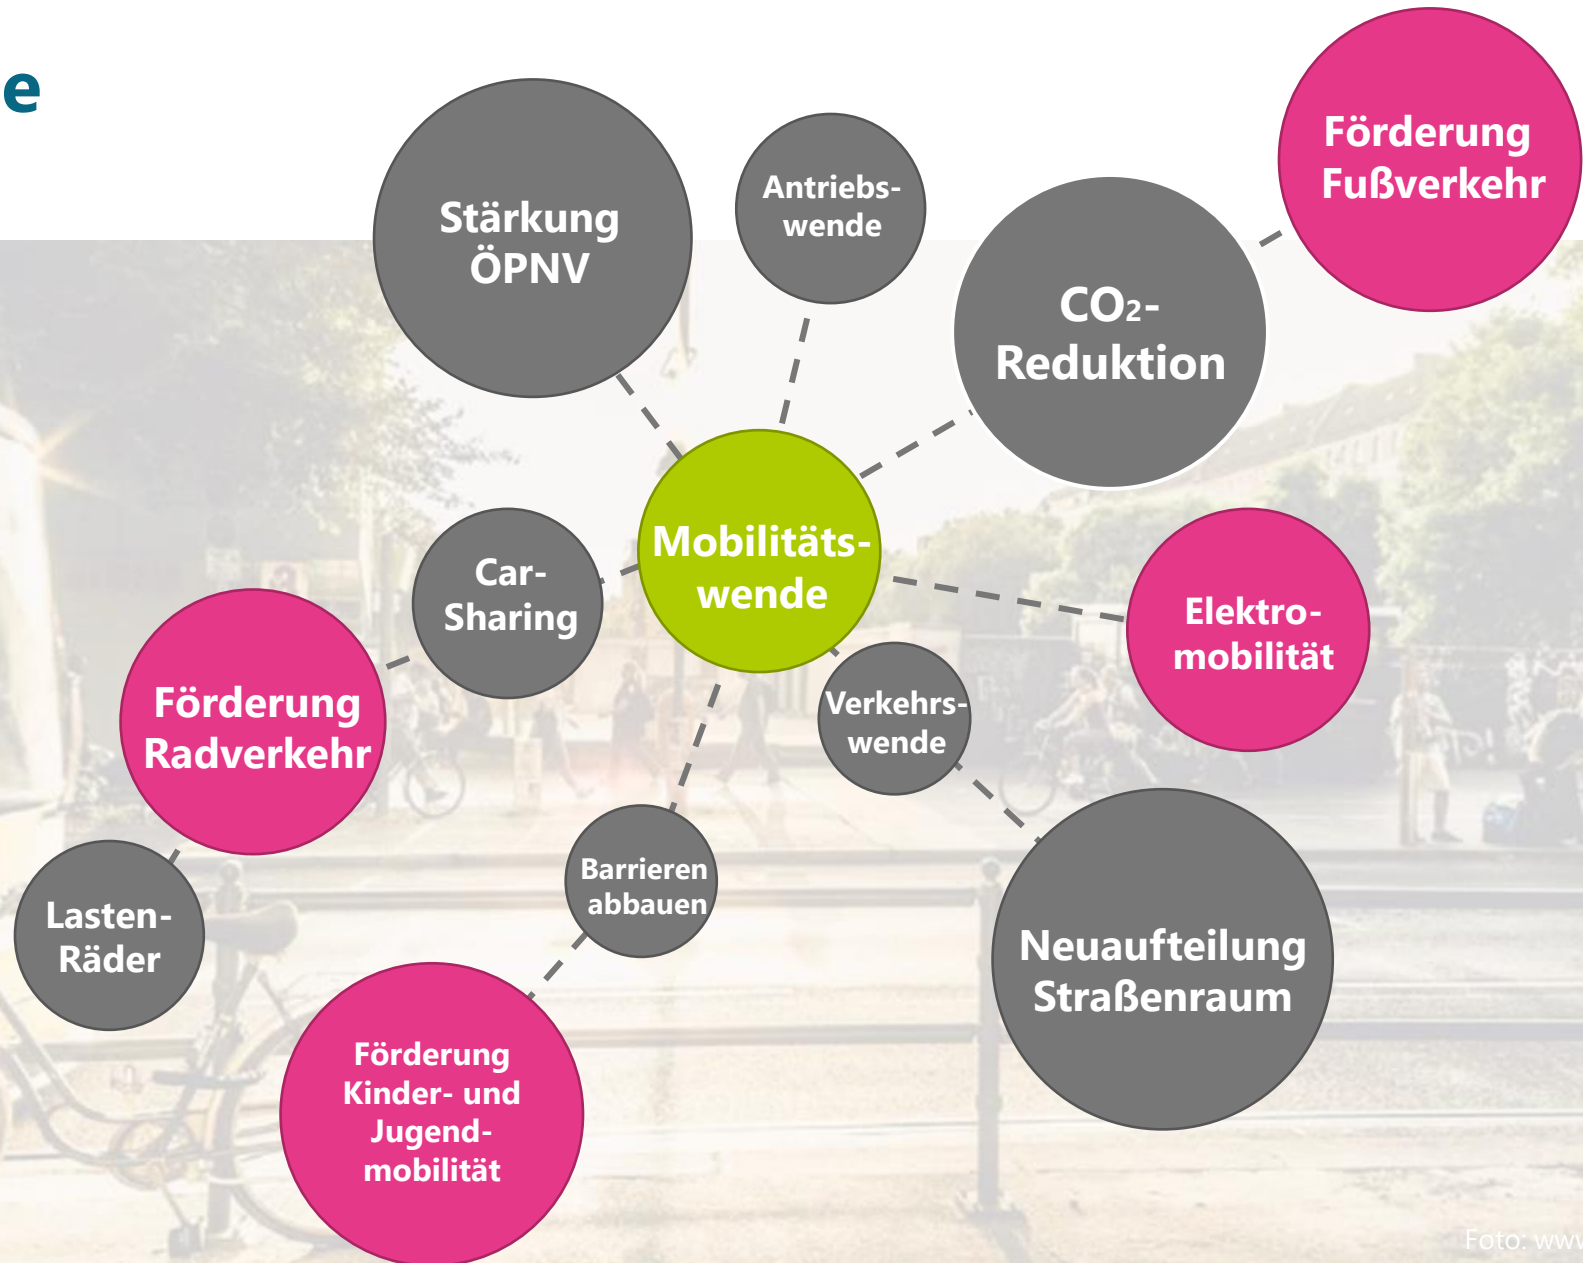 e
Förderung
Fußverkehr
Stärkung
ÖPNV
Antriebs-
wende
CO₂-
Reduktion
Mobilitäts-
wende
Car-
Sharing
Elektro-
mobilität
Förderung
Radverkehr
Verkehrs-
wende
Barrieren
abbauen
Lasten-
Räder
Neuaufteilung
Straßenraum
Förderung
Kinder- und
Jugend-
mobilität
Foto: www